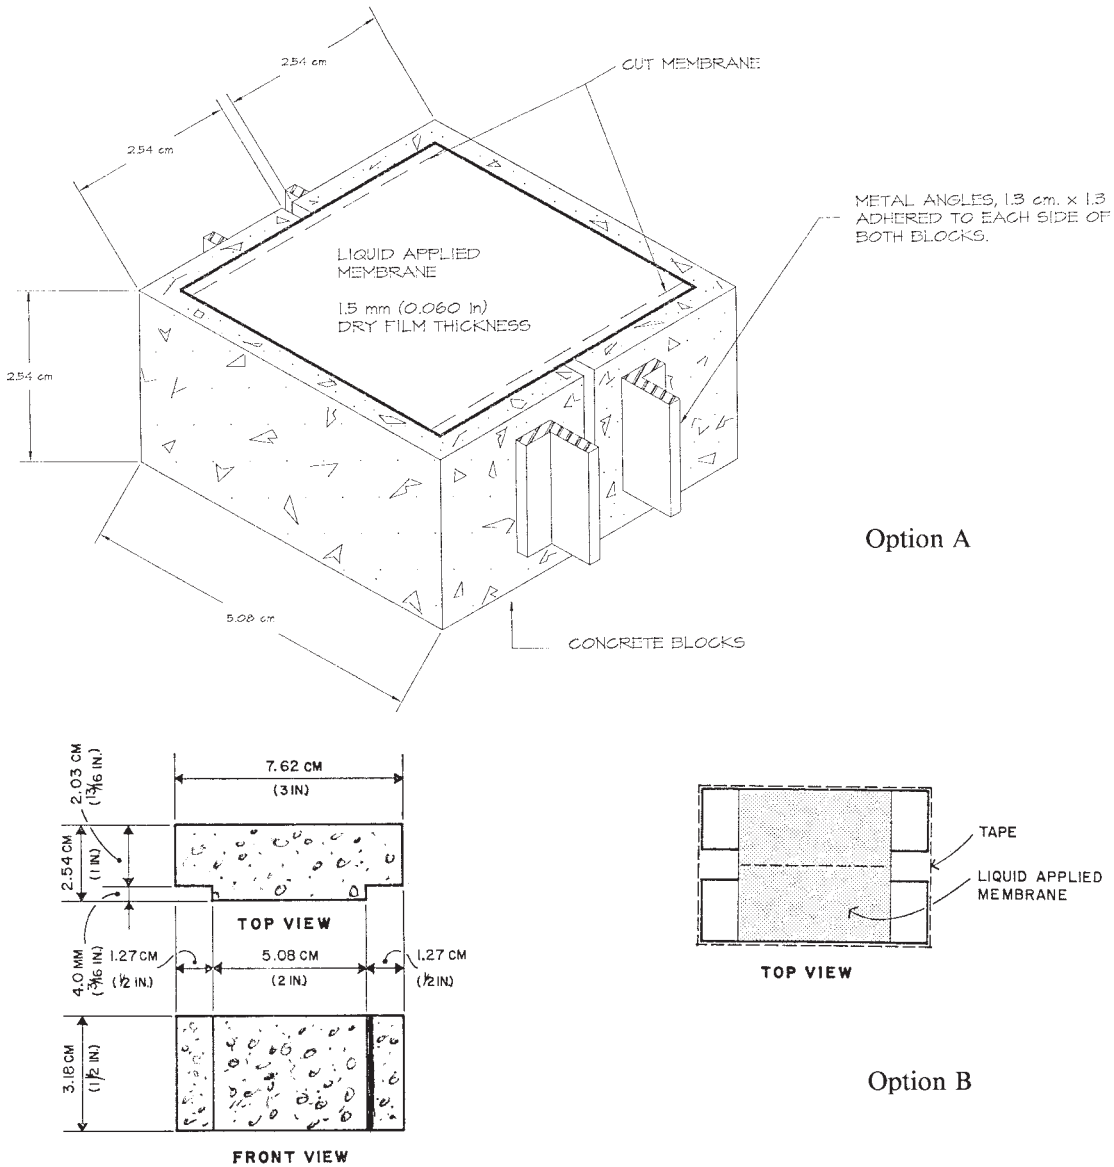 2.54 cm
CUT MEMBRANE
2.54 cm
METAL ANGLES, 1.3 cm. x 1.3
ADHERED TO EACH SIDE OF
BOTH BLOCKS.
LIQUID APPLIED
MEMBRANE
1.5 mm (0.060 in)
DRY FILM THICKNESS
2.54 cm
Option A
5.08 cm
CONCRETE BLOCKS
2.03 CM
(13/16 IN.)
7.62 CM
(3 IN)
2.54 CM
(1 IN.)
TOP VIEW
4.0 MM
(3/16 IN.)
1.27 CM
(1/2 IN.)
5.08 CM
(2 IN)
1.27 CM
(1/2 IN.)
3.18 CM
(1 1/2 IN.)
FRONT VIEW
TAPE
LIQUID APPLIED
MEMBRANE
TOP VIEW
Option B